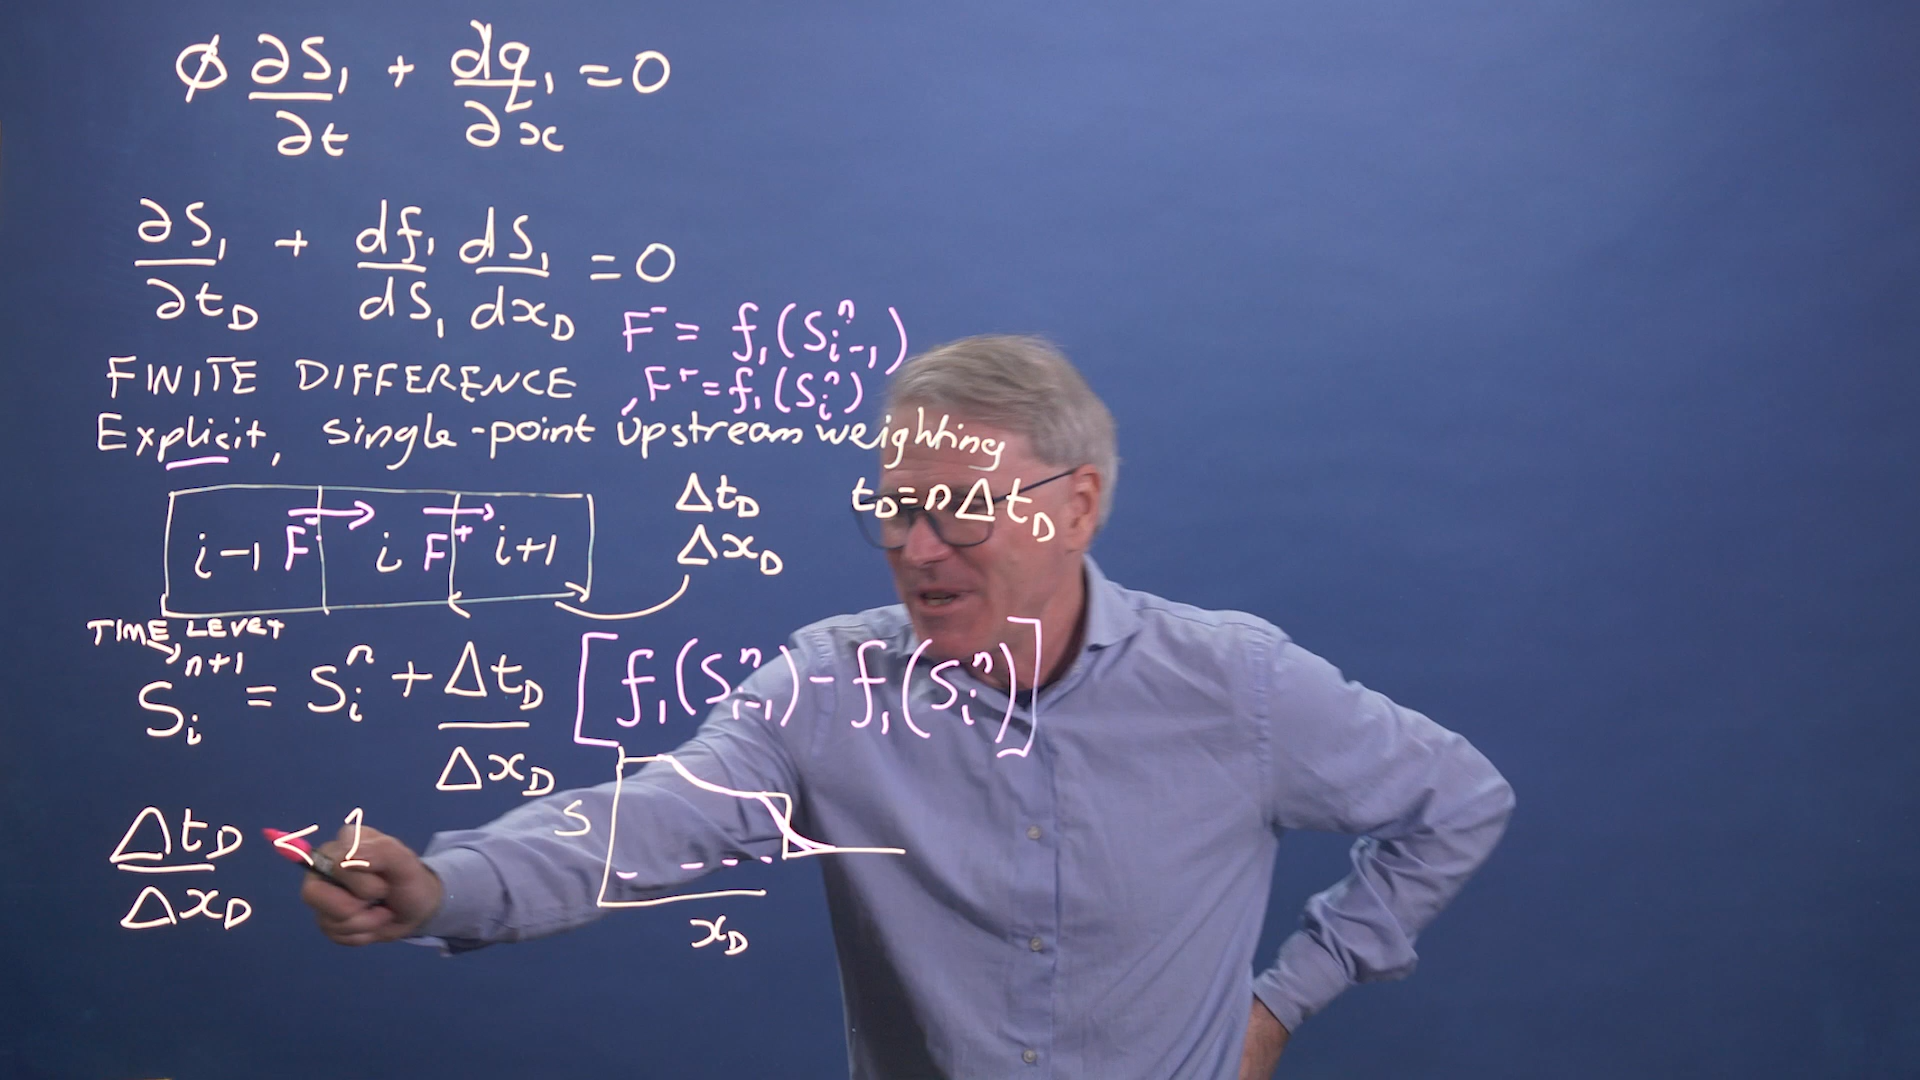 φ ∂S₁/∂t + dq₁/∂x = 0
∂S₁/∂t_D + df₁/dS₁ dS₁/dx_D = 0
F⁻ = f₁(Sⁿᵢ₋₁)
FINITE DIFFERENCE , F⁺ = f₁(Sⁿᵢ)
Explicit, single-point upstream weighting
Δt_D t_D = nΔt_D
i-1 F⁻ i F⁺ i+1 Δx_D
TIME LEVEL
Sᵢⁿ⁺¹ = Sᵢⁿ + Δt_D/Δx_D [f₁(Sⁿᵢ₋₁) - f₁(Sᵢⁿ)]
Δt_D/Δx_D < 1
S
x_D